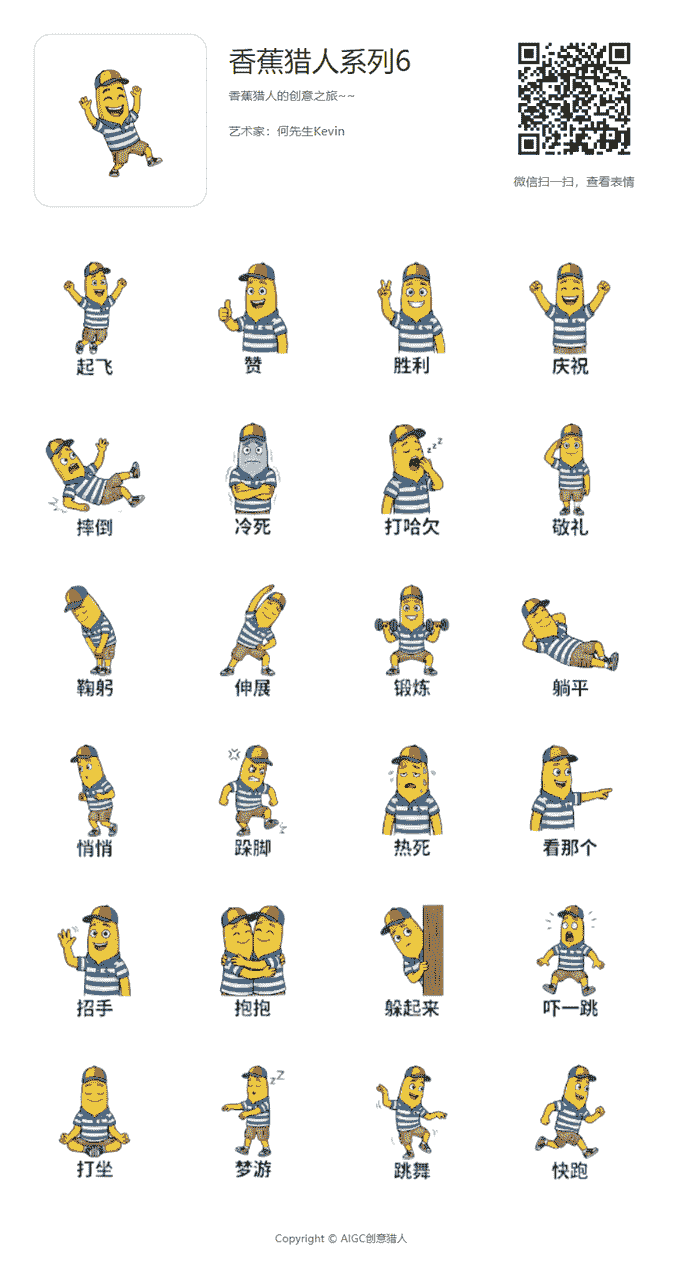 香蕉猎人系列6
香蕉猎人的创意之旅~~
艺术家：何先生Kevin
微信扫一扫，查看表情
起飞
赞
胜利
庆祝
摔倒
冷死
打哈欠
zzz
敬礼
鞠躬
伸展
锻炼
躺平
悄悄
跺脚
热死
看那个
招手
抱抱
躲起来
吓一跳
打坐
zZ
梦游
跳舞
快跑
Copyright © AIGC创意猎人